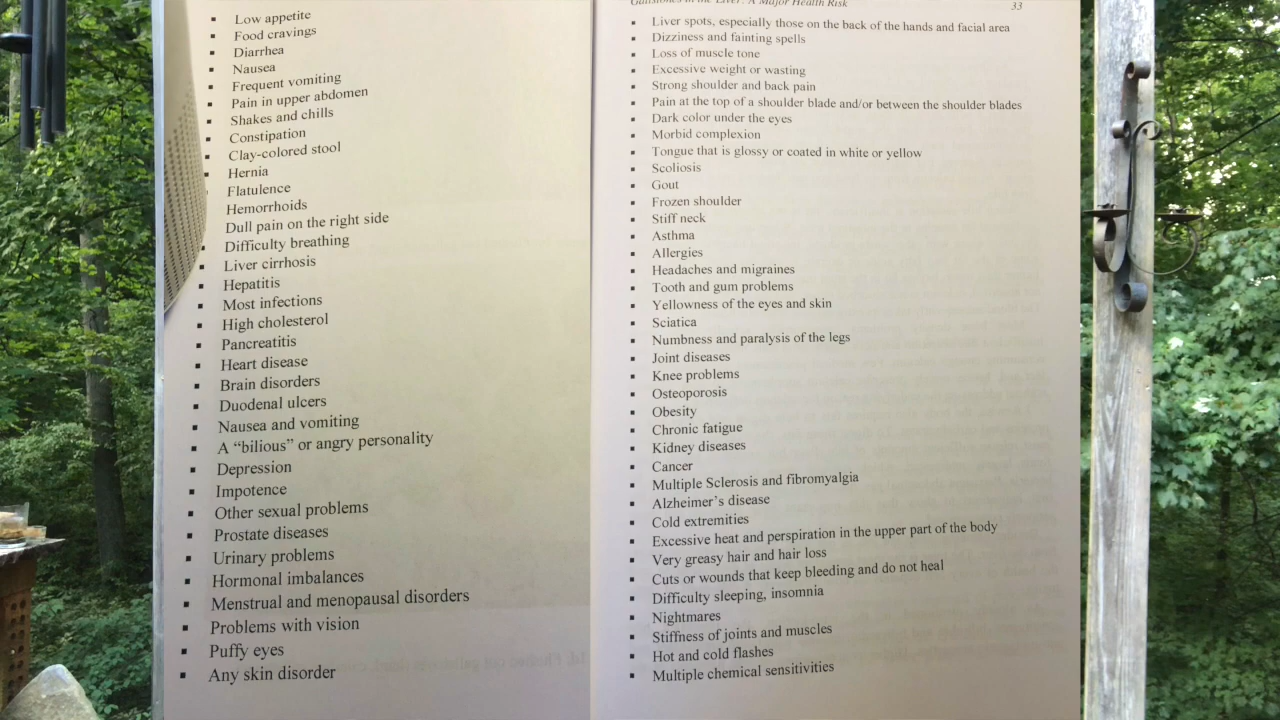 ▪ Low appetite
▪ Food cravings
▪ Diarrhea
▪ Nausea
▪ Frequent vomiting
▪ Pain in upper abdomen
▪ Shakes and chills
▪ Constipation
▪ Clay-colored stool
▪ Hernia
▪ Flatulence
Hemorrhoids
Dull pain on the right side
▪ Difficulty breathing
▪ Liver cirrhosis
▪ Hepatitis
▪ Most infections
▪ High cholesterol
▪ Pancreatitis
▪ Heart disease
▪ Brain disorders
▪ Duodenal ulcers
▪ Nausea and vomiting
▪ A “bilious” or angry personality
▪ Depression
▪ Impotence
▪ Other sexual problems
▪ Prostate diseases
▪ Urinary problems
▪ Hormonal imbalances
▪ Menstrual and menopausal disorders
▪ Problems with vision
▪ Puffy eyes
▪ Any skin disorder
Gallstones in the Liver: A Major Health Risk 33
▪ Liver spots, especially those on the back of the hands and facial area
▪ Dizziness and fainting spells
▪ Loss of muscle tone
▪ Excessive weight or wasting
▪ Strong shoulder and back pain
▪ Pain at the top of a shoulder blade and/or between the shoulder blades
▪ Dark color under the eyes
▪ Morbid complexion
▪ Tongue that is glossy or coated in white or yellow
▪ Scoliosis
▪ Gout
▪ Frozen shoulder
▪ Stiff neck
▪ Asthma
▪ Allergies
▪ Headaches and migraines
▪ Tooth and gum problems
▪ Yellowness of the eyes and skin
▪ Sciatica
▪ Numbness and paralysis of the legs
▪ Joint diseases
▪ Knee problems
▪ Osteoporosis
▪ Obesity
▪ Chronic fatigue
▪ Kidney diseases
▪ Cancer
▪ Multiple Sclerosis and fibromyalgia
▪ Alzheimer’s disease
▪ Cold extremities
▪ Excessive heat and perspiration in the upper part of the body
▪ Very greasy hair and hair loss
▪ Cuts or wounds that keep bleeding and do not heal
▪ Difficulty sleeping, insomnia
▪ Nightmares
▪ Stiffness of joints and muscles
▪ Hot and cold flashes
▪ Multiple chemical sensitivities